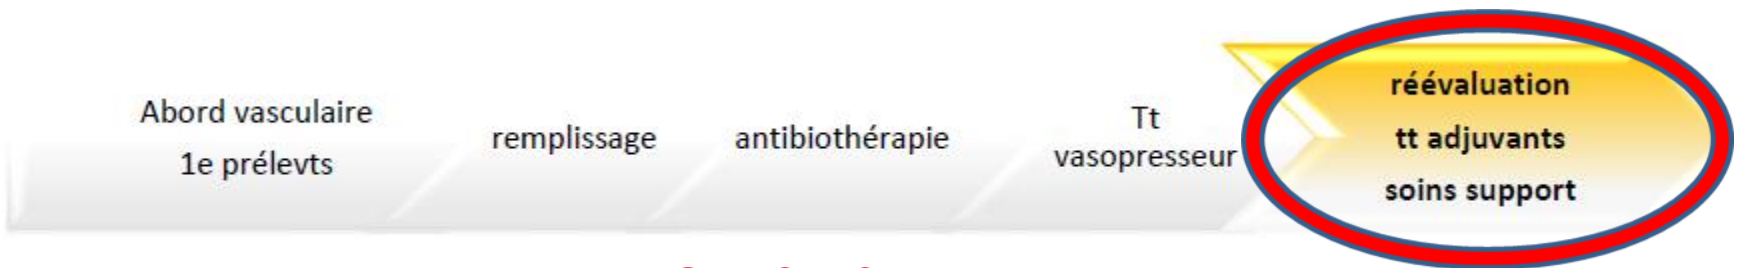 Abord vasculaire
1e prélevts
remplissage
antibiothérapie
Tt
vasopresseur
réévaluation
tt adjuvants
soins support